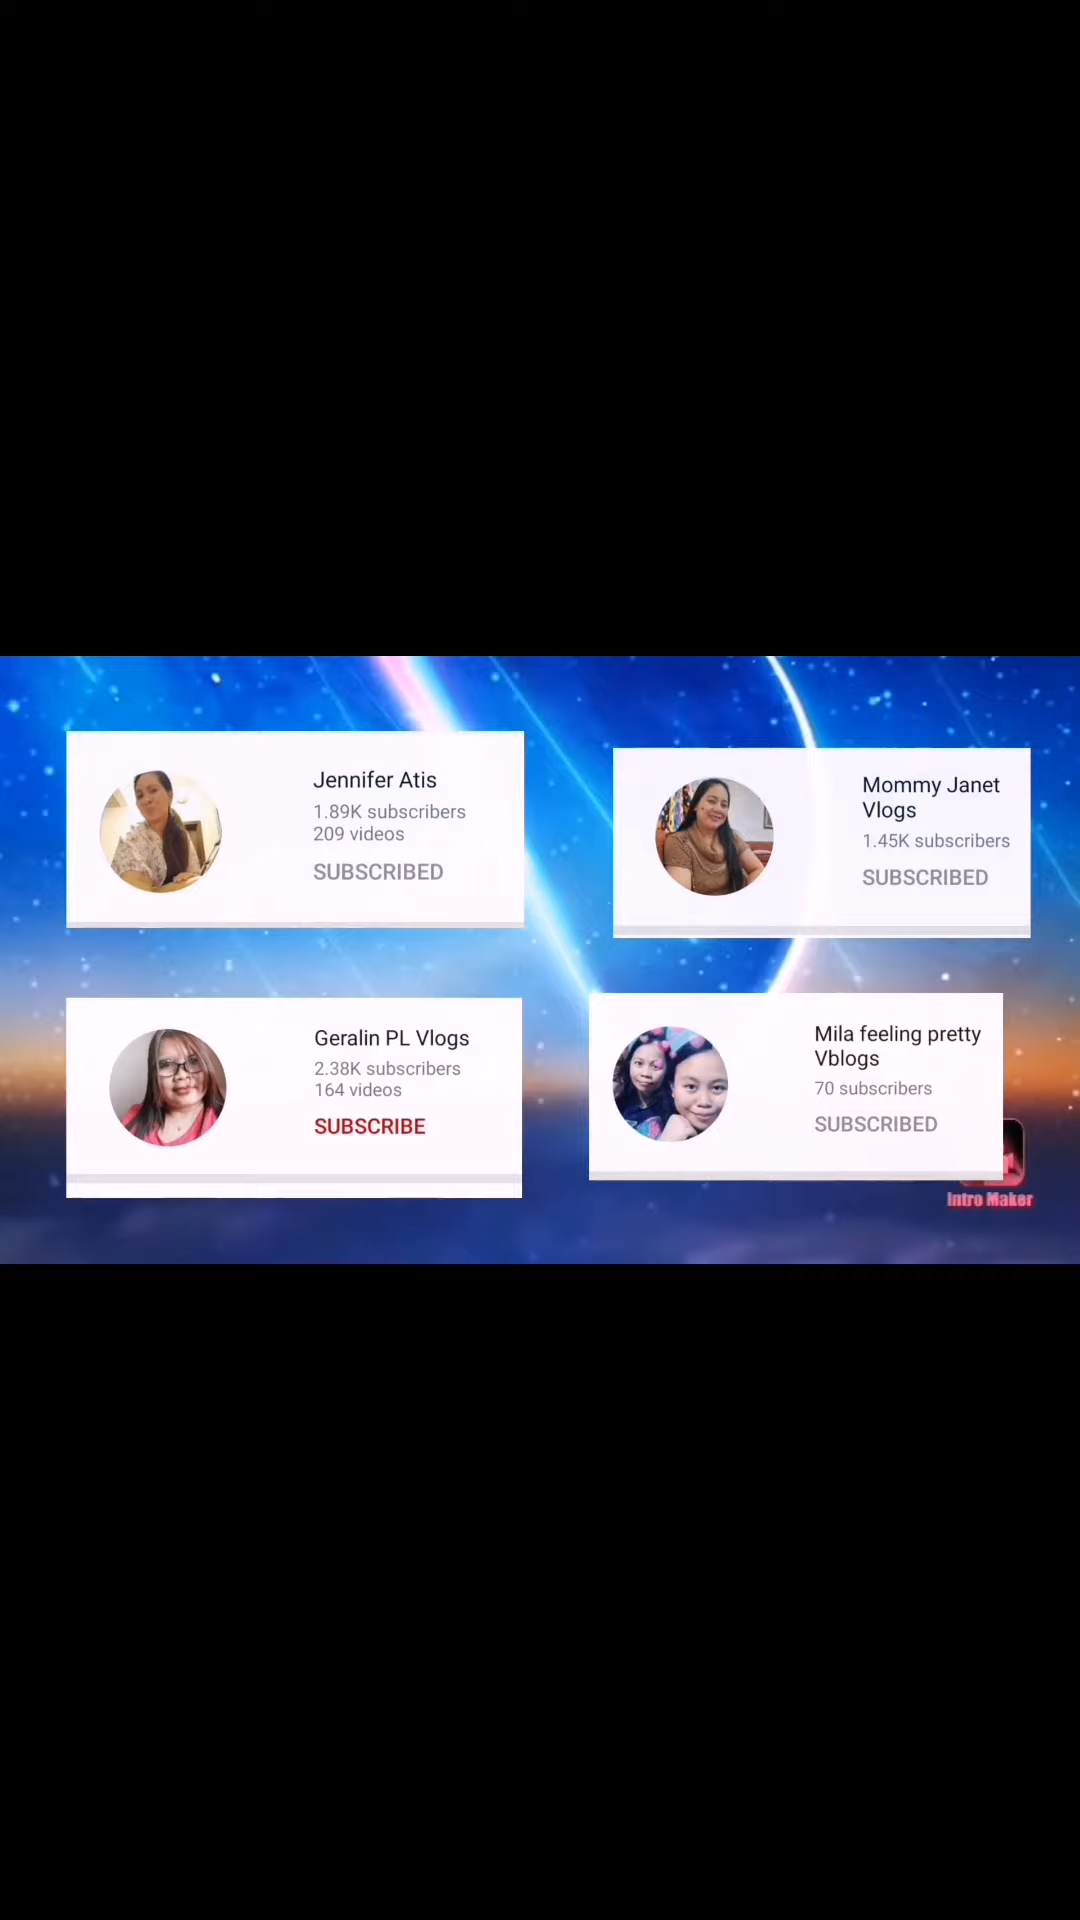 Jennifer Atis
1.89K subscribers
209 videos
SUBSCRIBED
Mommy Janet
Vlogs
1.45K subscribers
SUBSCRIBED
Geralin PL Vlogs
2.38K subscribers
164 videos
SUBSCRIBE
Mila feeling pretty
Vblogs
70 subscribers
SUBSCRIBED
Intro Maker